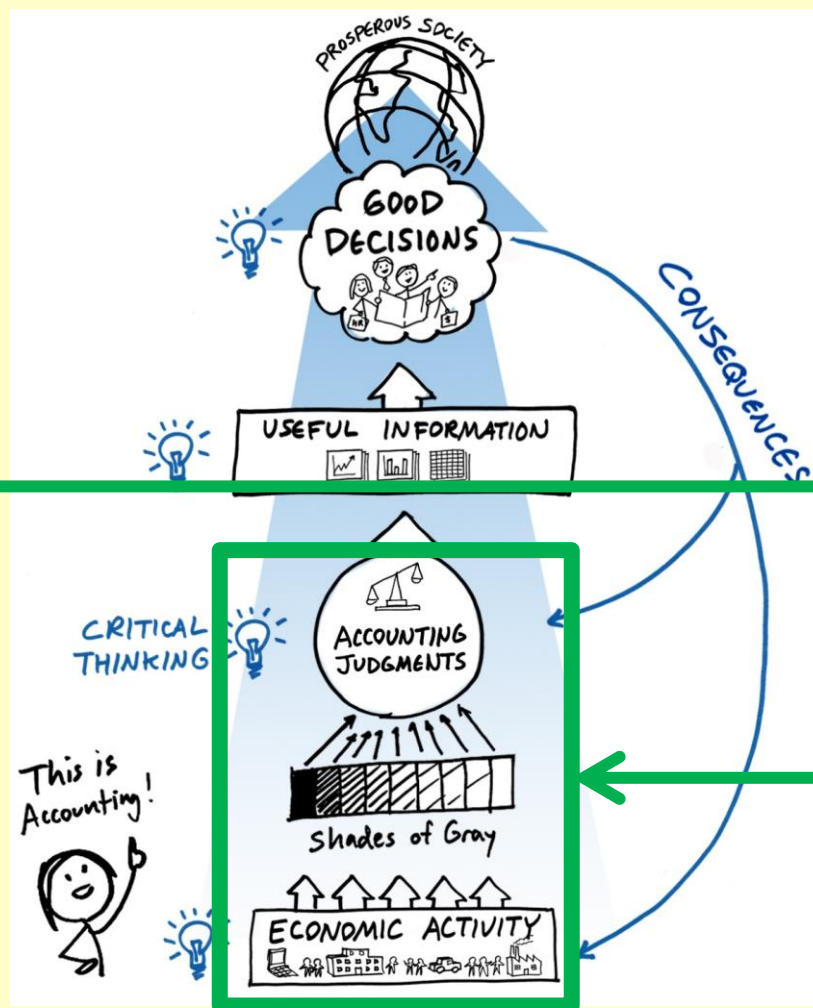 PROSPEROUS SOCIETY
GOOD
DECISIONS
HR
$
CONSEQUENCES
USEFUL INFORMATION
CRITICAL
THINKING
ACCOUNTING
JUDGMENTS
This is
Accounting!
Shades of Gray
ECONOMIC ACTIVITY